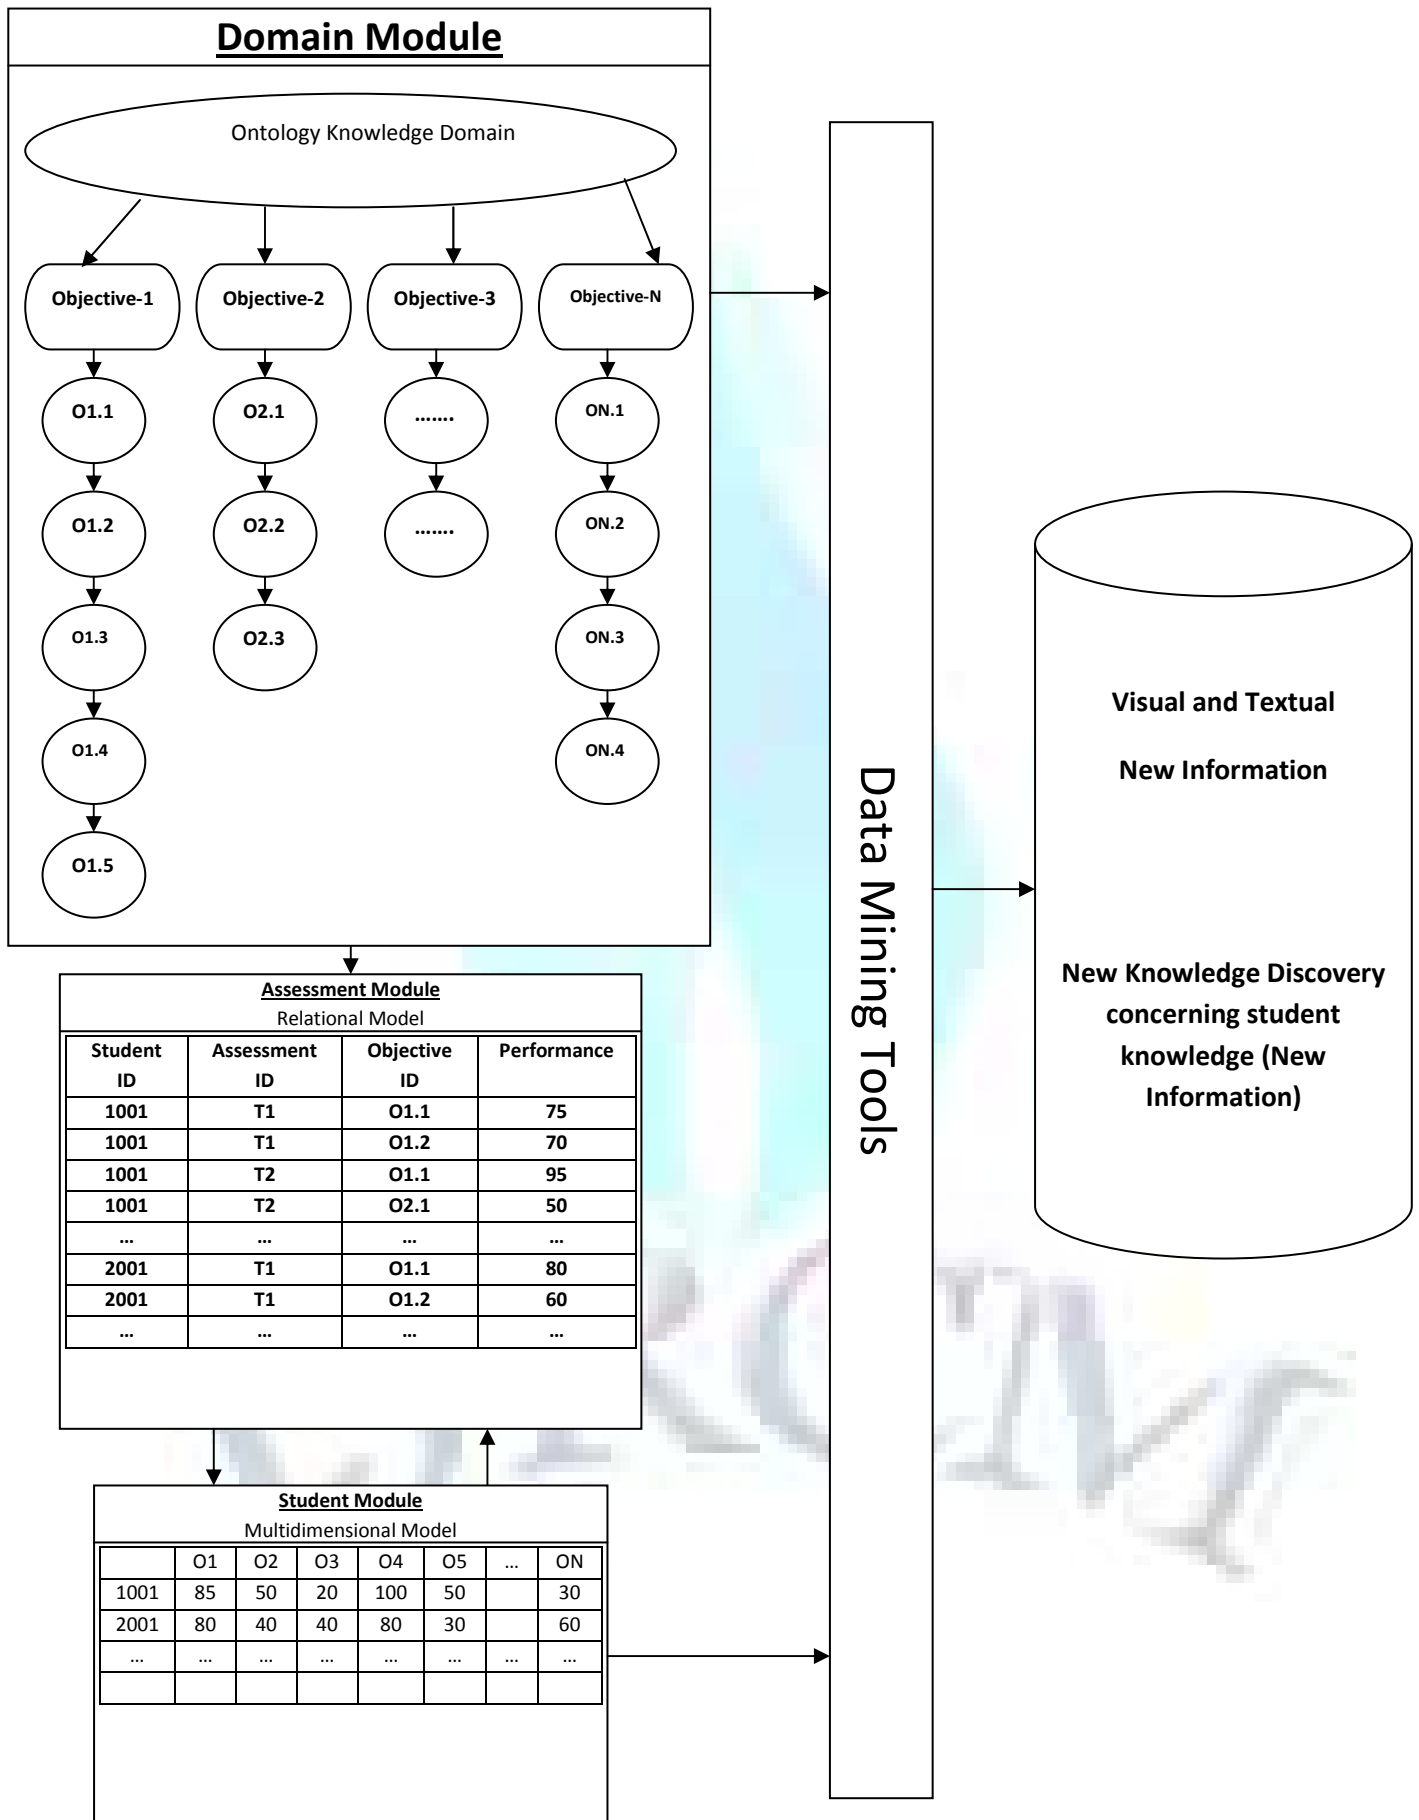 Domain Module
Ontology Knowledge Domain
Objective-1 Objective-2 Objective-3 Objective-N
O1.1 O2.1 ……. ON.1
O1.2 O2.2 ……. ON.2
O1.3 O2.3 ON.3
O1.4 ON.4
O1.5
Assessment Module
Relational Model
Student Assessment Objective Performance
ID ID ID
1001 T1 O1.1 75
1001 T1 O1.2 70
1001 T2 O1.1 95
1001 T2 O2.1 50
... ... ... ...
2001 T1 O1.1 80
2001 T1 O1.2 60
... ... ... ...
Student Module
Multidimensional Model
O1 O2 O3 O4 O5 ... ON
1001 85 50 20 100 50 30
2001 80 40 40 80 30 60
... ... ... ... ... ... ... ...
Data Mining Tools
Visual and Textual
New Information
New Knowledge Discovery
concerning student
knowledge (New
Information)